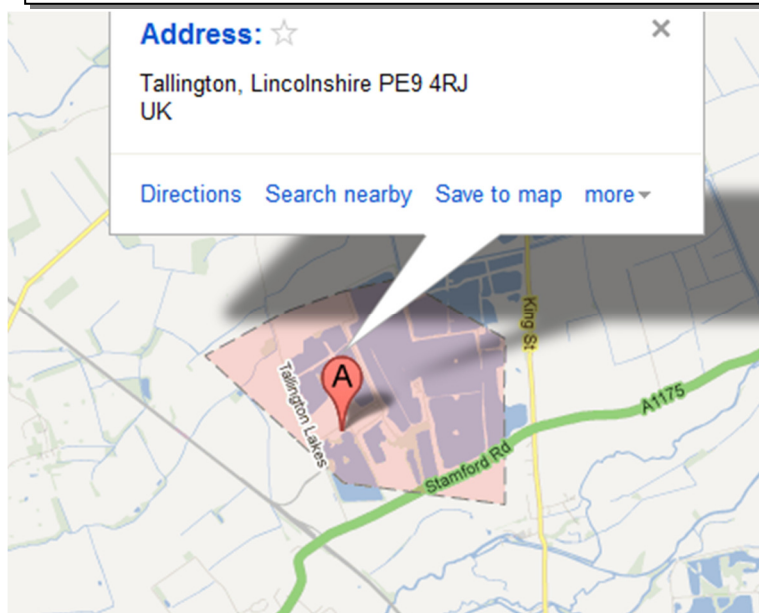 Address:
Tallington, Lincolnshire PE9 4RJ
UK
Directions Search nearby Save to map more
King St
A
Tallington Lakes
A1175
Stamford Rd